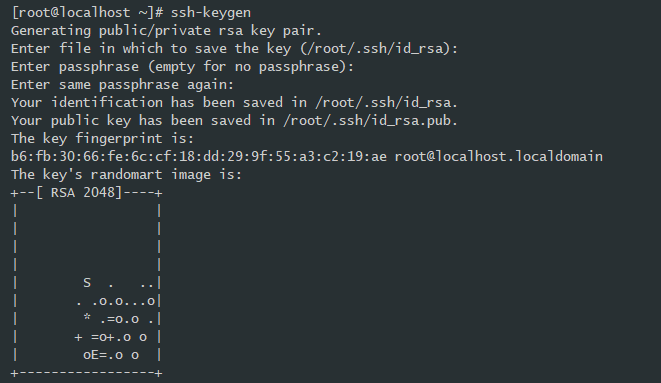 [root@localhost ~]# ssh-keygen
Generating public/private rsa key pair.
Enter file in which to save the key (/root/.ssh/id_rsa):
Enter passphrase (empty for no passphrase):
Enter same passphrase again:
Your identification has been saved in /root/.ssh/id_rsa.
Your public key has been saved in /root/.ssh/id_rsa.pub.
The key fingerprint is:
b6:fb:30:66:fe:6c:cf:18:dd:29:9f:55:a3:c2:19:ae root@localhost.localdomain
The key's randomart image is:
+--[ RSA 2048]----+
|                 |
|                 |
|                 |
|                 |
|        S  .   ..|
|       . .o.o...o|
|        * .=o.o .|
|       + =o+.o o |
|        oE=.o o  |
+-----------------+